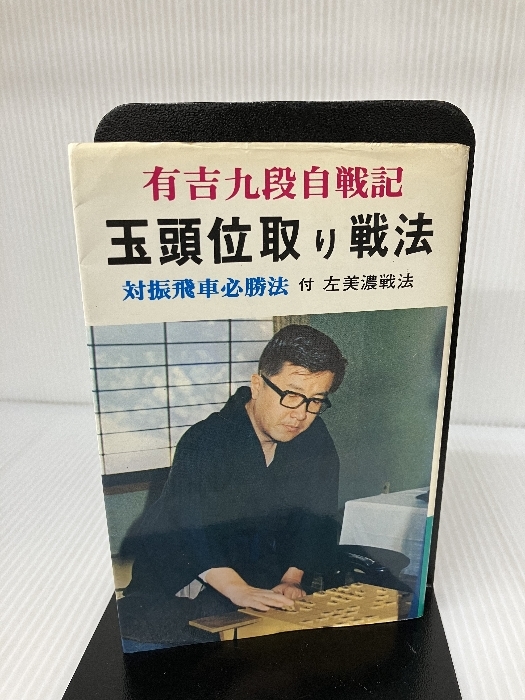 有吉九段自戦記
玉頭位取り戦法
対振飛車必勝法 付 左美濃戦法